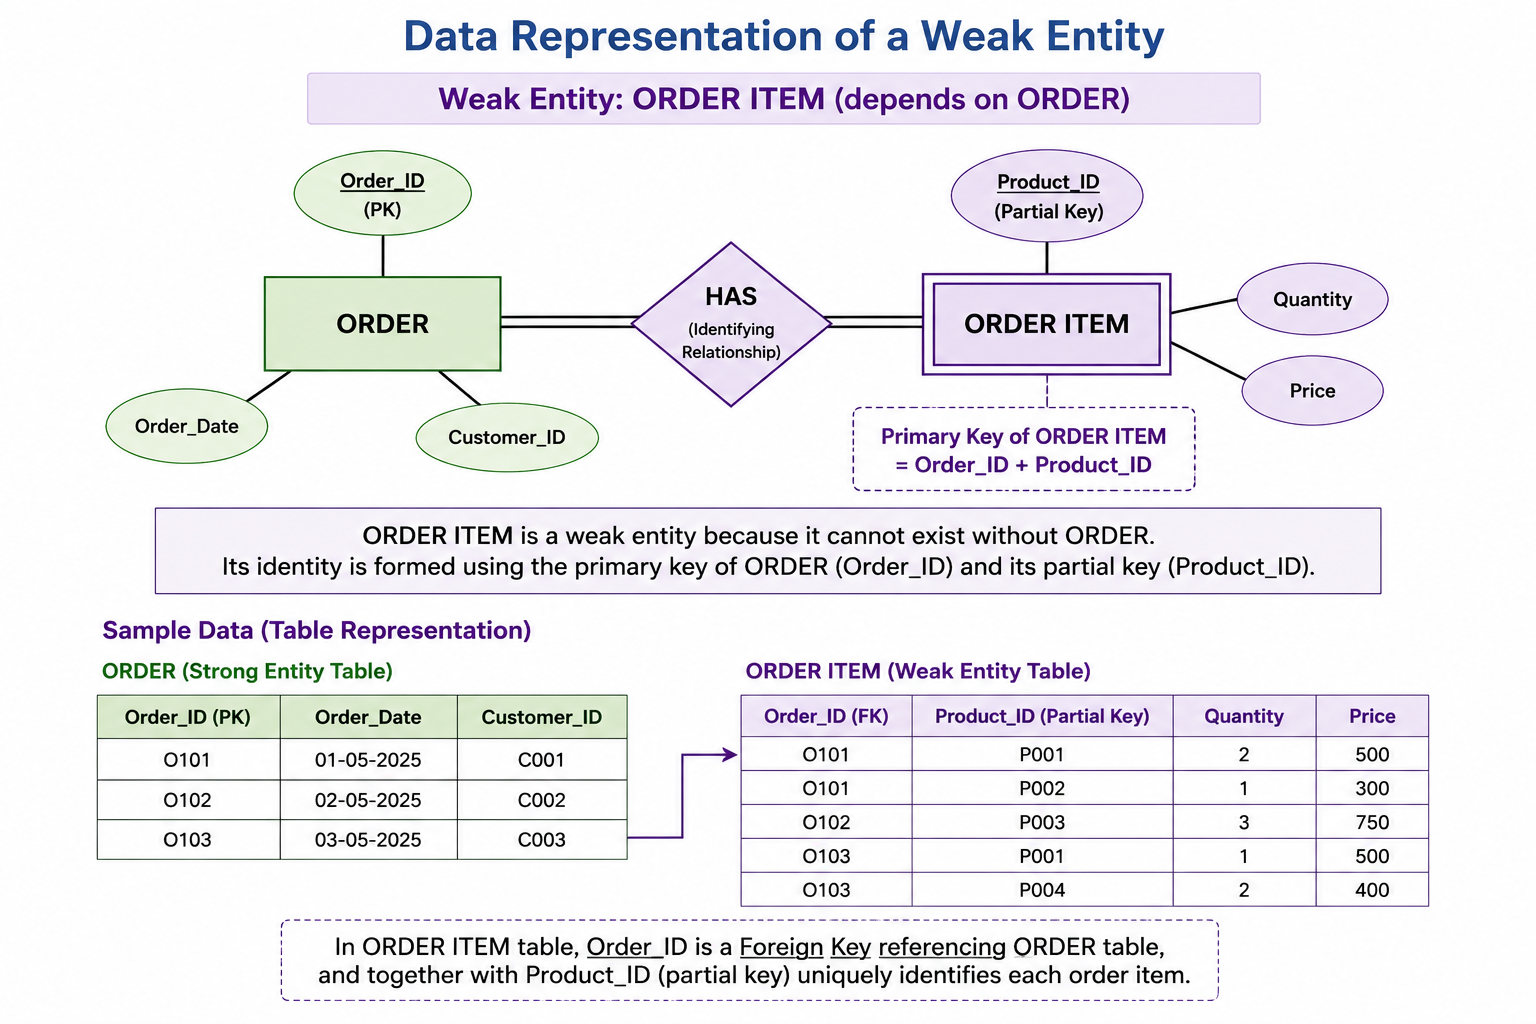 Data Representation of a Weak Entity
Weak Entity: ORDER ITEM (depends on ORDER)
Order_ID
(PK)
ORDER
Order_Date
Customer_ID
HAS
(Identifying
Relationship)
Product_ID
(Partial Key)
ORDER ITEM
Quantity
Price
Primary Key of ORDER ITEM
= Order_ID + Product_ID
ORDER ITEM is a weak entity because it cannot exist without ORDER.
Its identity is formed using the primary key of ORDER (Order_ID) and its partial key (Product_ID).
Sample Data (Table Representation)
ORDER (Strong Entity Table)
Order_ID (PK) Order_Date Customer_ID
O101 01-05-2025 C001
O102 02-05-2025 C002
O103 03-05-2025 C003
ORDER ITEM (Weak Entity Table)
Order_ID (FK) Product_ID (Partial Key) Quantity Price
O101 P001 2 500
O101 P002 1 300
O102 P003 3 750
O103 P001 1 500
O103 P004 2 400
In ORDER ITEM table, Order_ID is a Foreign Key referencing ORDER table,
and together with Product_ID (partial key) uniquely identifies each order item.